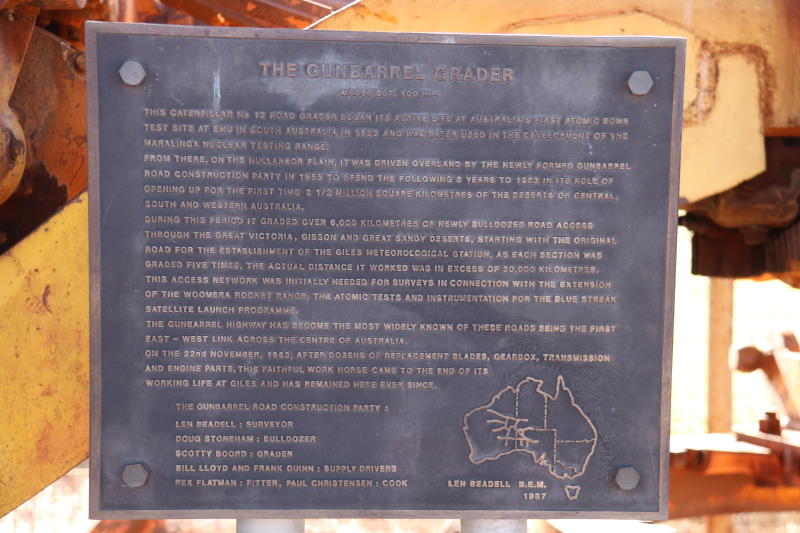 THE GUNBARREL GRADER
MODEL 8T, 100 H.P.
THIS CATERPILLAR No 12 ROAD GRADER BEGAN ITS ACTIVE LIFE AT AUSTRALIA'S FIRST ATOMIC BOMB
TEST SITE AT EMU IN SOUTH AUSTRALIA IN 1953 AND WAS LATER USED IN THE DEVELOPMENT OF THE
MARALINGA NUCLEAR TESTING RANGE.
FROM THERE, ON THE NULLARBOR PLAIN, IT WAS DRIVEN OVERLAND BY THE NEWLY FORMED GUNBARREL
ROAD CONSTRUCTION PARTY IN 1955 TO SPEND THE FOLLOWING 8 YEARS TO 1963 IN ITS ROLE OF
OPENING UP FOR THE FIRST TIME 2 1/2 MILLION SQUARE KILOMETRES OF THE DESERTS OF CENTRAL,
SOUTH AND WESTERN AUSTRALIA.
DURING THIS PERIOD IT GRADED OVER 6,000 KILOMETRES OF NEWLY BULLDOZED ROAD ACCESS
THROUGH THE GREAT VICTORIA, GIBSON AND GREAT SANDY DESERTS, STARTING WITH THE ORIGINAL
ROAD FOR THE ESTABLISHMENT OF THE GILES METEOROLOGICAL STATION. AS EACH SECTION WAS
GRADED FIVE TIMES, THE ACTUAL DISTANCE IT WORKED WAS IN EXCESS OF 30,000 KILOMETRES.
THIS ACCESS NETWORK WAS INITIALLY NEEDED FOR SURVEYS IN CONNECTION WITH THE EXTENSION
OF THE WOOMERA ROCKET RANGE, THE ATOMIC TESTS AND INSTRUMENTATION FOR THE BLUE STREAK
SATELLITE LAUNCH PROGRAMME.
THE GUNBARREL HIGHWAY HAS BECOME THE MOST WIDELY KNOWN OF THESE ROADS BEING THE FIRST
EAST - WEST LINK ACROSS THE CENTRE OF AUSTRALIA.
ON THE 22nd NOVEMBER, 1963, AFTER DOZENS OF REPLACEMENT BLADES, GEARBOX, TRANSMISSION
AND ENGINE PARTS, THIS FAITHFUL WORK HORSE CAME TO THE END OF ITS
WORKING LIFE AT GILES AND HAS REMAINED HERE EVER SINCE.
THE GUNBARREL ROAD CONSTRUCTION PARTY :
LEN BEADELL : SURVEYOR
DOUG STONEHAM : BULLDOZER
SCOTTY BOORD : GRADER
BILL LLOYD AND FRANK QUINN : SUPPLY DRIVERS
REX FLATMAN : FITTER, PAUL CHRISTENSEN : COOK
LEN BEADELL B.E.M.
1987